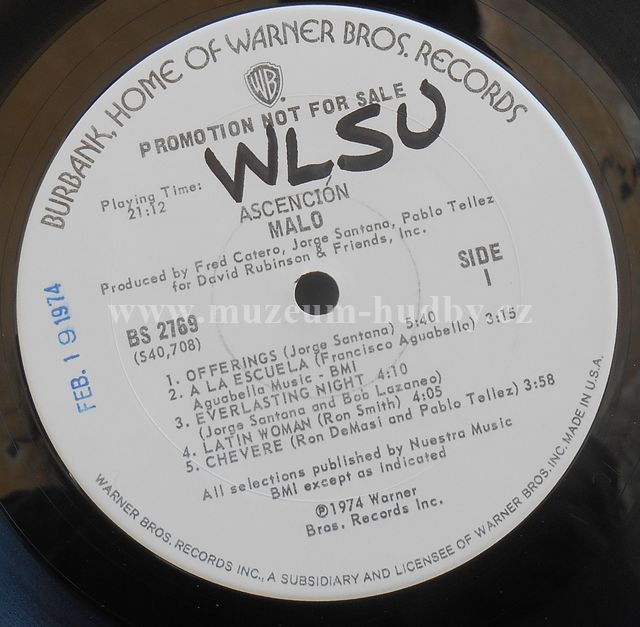 BURBANK, HOME OF WARNER BROS. RECORDS
WB
PROMOTION NOT FOR SALE
WLSU
Playing Time:
21:12
ASCENCIÓN
MALO
Produced by Fred Catero, Jorge Santana, Pablo Tellez
for David Rubinson & Friends, Inc.
SIDE
1
www.muzeum-hudby.cz
BS 2769
(S40,708)
FEB. 19 1974
1. OFFERINGS (Jorge Santana) 5:40
2. A LA ESCUELA (Francisco Aguabella) 3:15
Aguabella Music - BMI
3. EVERLASTING NIGHT 4:10
(Jorge Santana and Bob Lazaneo)
4. LATIN WOMAN (Ron Smith) 4:05
5. CHEVERE (Ron DeMasi and Pablo Tellez) 3:58
All selections published by Nuestra Music
BMI except as indicated
℗1974 Warner
Bros. Records Inc.
WARNER BROS. RECORDS INC., A SUBSIDIARY AND LICENSEE OF WARNER BROS. INC. MADE IN U.S.A.